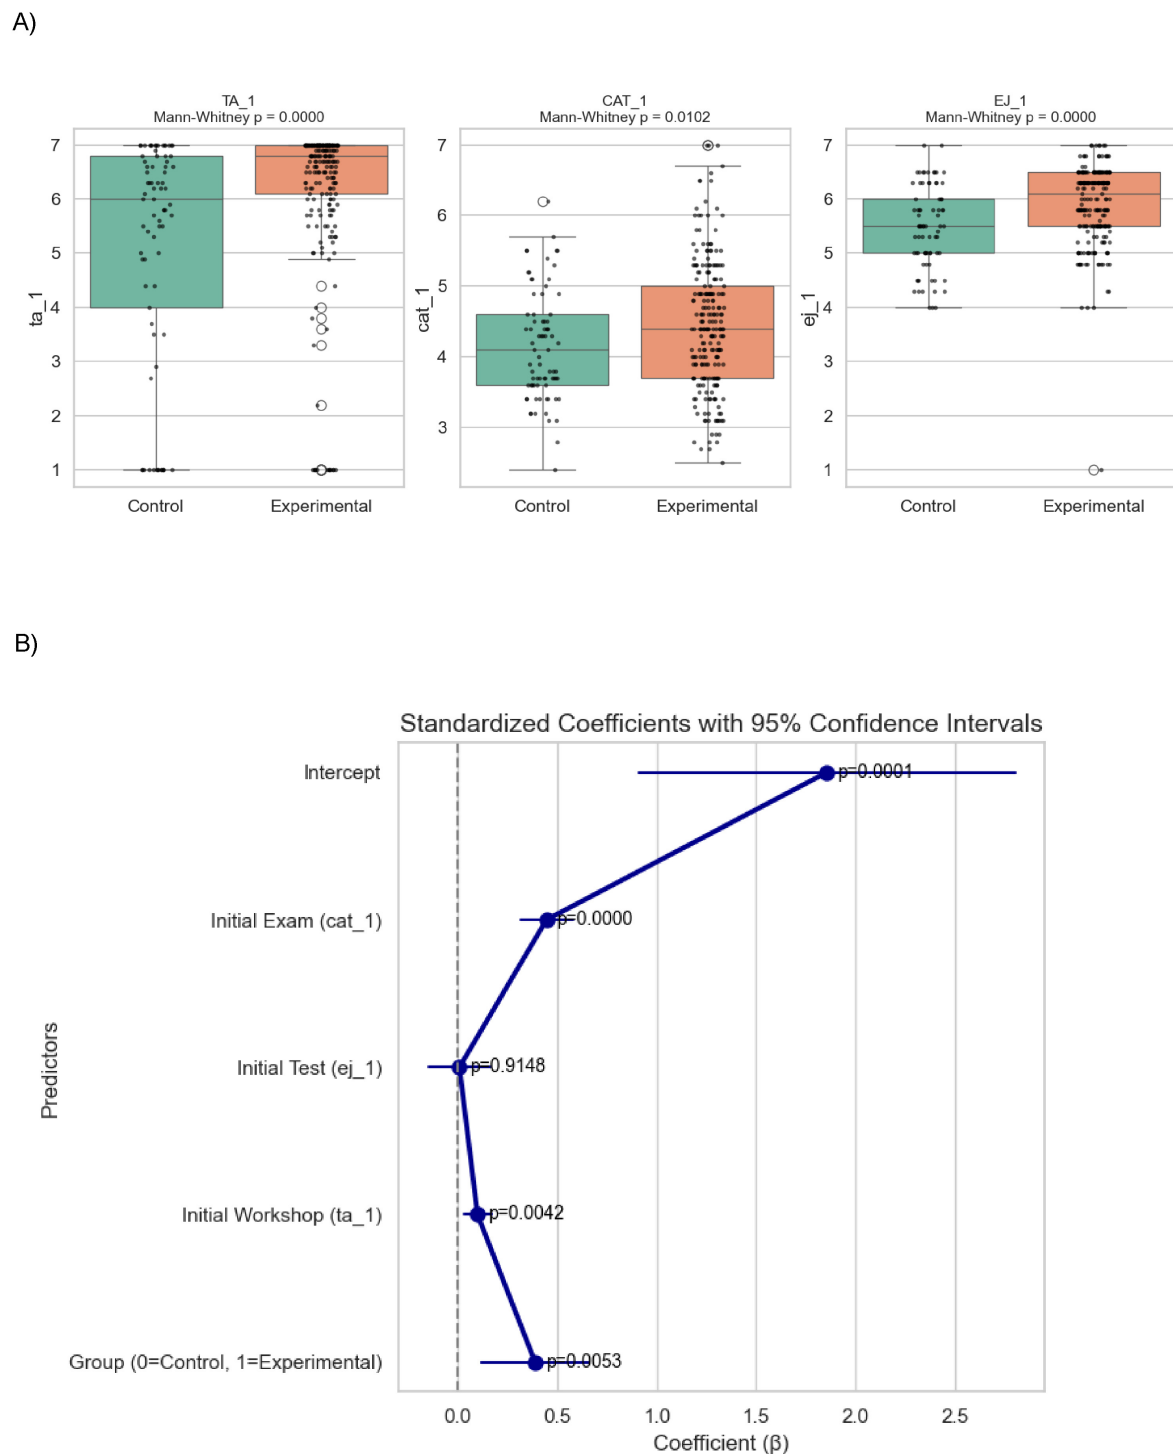 A)
TA_1
Mann-Whitney p = 0.0000
ta_1
7
6
5
4
3
2
1
Control
Experimental
CAT_1
Mann-Whitney p = 0.0102
cat_1
7
6
5
4
3
Control
Experimental
EJ_1
Mann-Whitney p = 0.0000
ej_1
7
6
5
4
3
2
1
Control
Experimental
B)
Standardized Coefficients with 95% Confidence Intervals
Predictors
Intercept
p=0.0001
Initial Exam (cat_1)
p=0.0000
Initial Test (ej_1)
p=0.9148
Initial Workshop (ta_1)
p=0.0042
Group (0=Control, 1=Experimental)
p=0.0053
0.0
0.5
1.0
1.5
2.0
2.5
Coefficient (β)